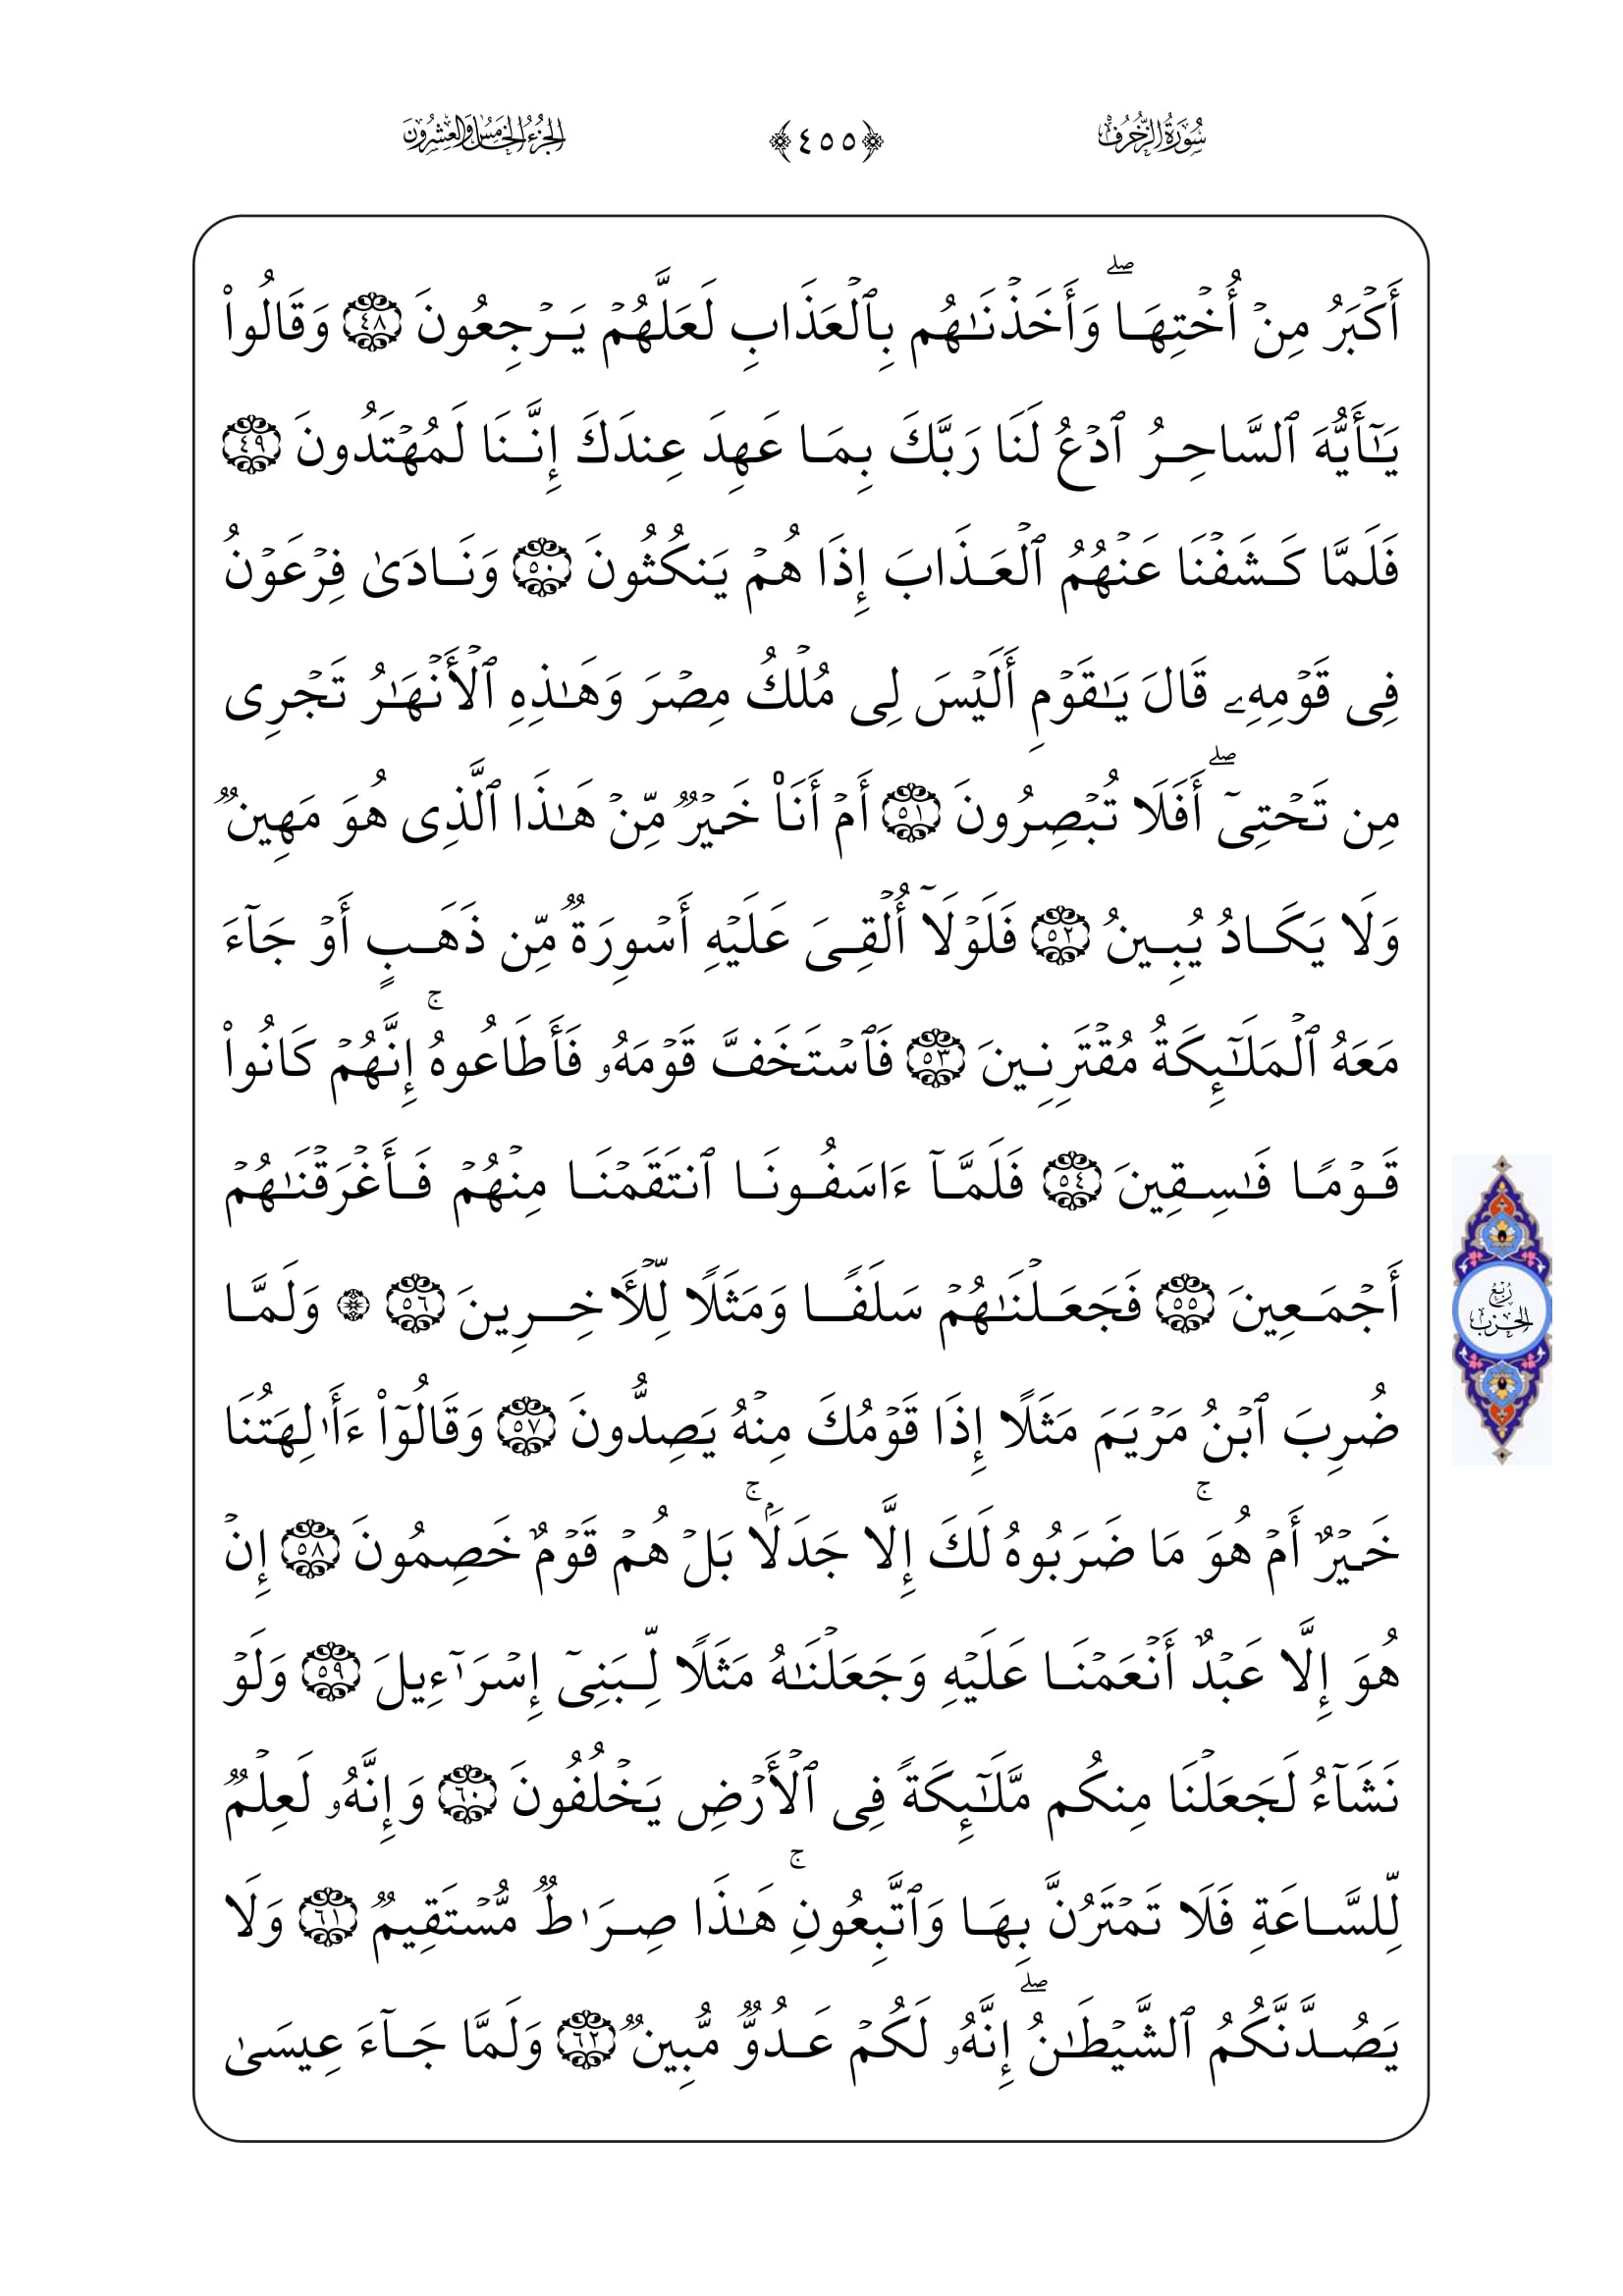 سُورَةُ الزُّخْرُفِ ﴿٤٥٥﴾ الجُزْءُ الخَامِسُ وَالعِشْرُونَ
أَكۡبَرُ مِنۡ أُخۡتِهَاۖ وَأَخَذۡنَٰهُم بِٱلۡعَذَابِ لَعَلَّهُمۡ يَرۡجِعُونَ ٤٨ وَقَالُواْ
يَٰٓأَيُّهَ ٱلسَّاحِرُ ٱدۡعُ لَنَا رَبَّكَ بِمَا عَهِدَ عِندَكَ إِنَّنَا لَمُهۡتَدُونَ ٤٩
فَلَمَّا كَشَفۡنَا عَنۡهُمُ ٱلۡعَذَابَ إِذَا هُمۡ يَنكُثُونَ ٥٠ وَنَادَىٰ فِرۡعَوۡنُ
فِى قَوۡمِهِۦ قَالَ يَٰقَوۡمِ أَلَيۡسَ لِى مُلۡكُ مِصۡرَ وَهَٰذِهِ ٱلۡأَنۡهَٰرُ تَجۡرِى
مِن تَحۡتِىٓۖ أَفَلَا تُبۡصِرُونَ ٥١ أَمۡ أَنَا۠ خَيۡرٞ مِّنۡ هَٰذَا ٱلَّذِى هُوَ مَهِينٞ
وَلَا يَكَادُ يُبِينُ ٥٢ فَلَوۡلَآ أُلۡقِىَ عَلَيۡهِ أَسۡوِرَةٞ مِّن ذَهَبٍ أَوۡ جَآءَ
مَعَهُ ٱلۡمَلَٰٓئِكَةُ مُقۡتَرِنِينَ ٥٣ فَٱسۡتَخَفَّ قَوۡمَهُۥ فَأَطَاعُوهُۚ إِنَّهُمۡ كَانُواْ
قَوۡمًا فَٰسِقِينَ ٥٤ فَلَمَّآ ءَاسَفُونَا ٱنتَقَمۡنَا مِنۡهُمۡ فَأَغۡرَقۡنَٰهُمۡ
أَجۡمَعِينَ ٥٥ فَجَعَلۡنَٰهُمۡ سَلَفًا وَمَثَلًا لِّلۡأٓخِرِينَ ٥٦ ۞ وَلَمَّا
ضُرِبَ ٱبۡنُ مَرۡيَمَ مَثَلًا إِذَا قَوۡمُكَ مِنۡهُ يَصِدُّونَ ٥٧ وَقَالُوٓاْ ءَأَٰلِهَتُنَا
خَيۡرٌ أَمۡ هُوَۚ مَا ضَرَبُوهُ لَكَ إِلَّا جَدَلَۢاۚ بَلۡ هُمۡ قَوۡمٌ خَصِمُونَ ٥٨ إِنۡ
هُوَ إِلَّا عَبۡدٌ أَنۡعَمۡنَا عَلَيۡهِ وَجَعَلۡنَٰهُ مَثَلًا لِّبَنِىٓ إِسۡرَٰٓءِيلَ ٥٩ وَلَوۡ
رُبْعُ الحِزْب
نَشَآءُ لَجَعَلۡنَا مِنكُم مَّلَٰٓئِكَةً فِى ٱلۡأَرۡضِ يَخۡلُفُونَ ٦٠ وَإِنَّهُۥ لَعِلۡمٞ
لِّلسَّاعَةِ فَلَا تَمۡتَرُنَّ بِهَا وَٱتَّبِعُونِۚ هَٰذَا صِرَٰطٞ مُّسۡتَقِيمٞ ٦١ وَلَا
يَصُدَّنَّكُمُ ٱلشَّيۡطَٰنُۖ إِنَّهُۥ لَكُمۡ عَدُوّٞ مُّبِينٞ ٦٢ وَلَمَّا جَآءَ عِيسَىٰ